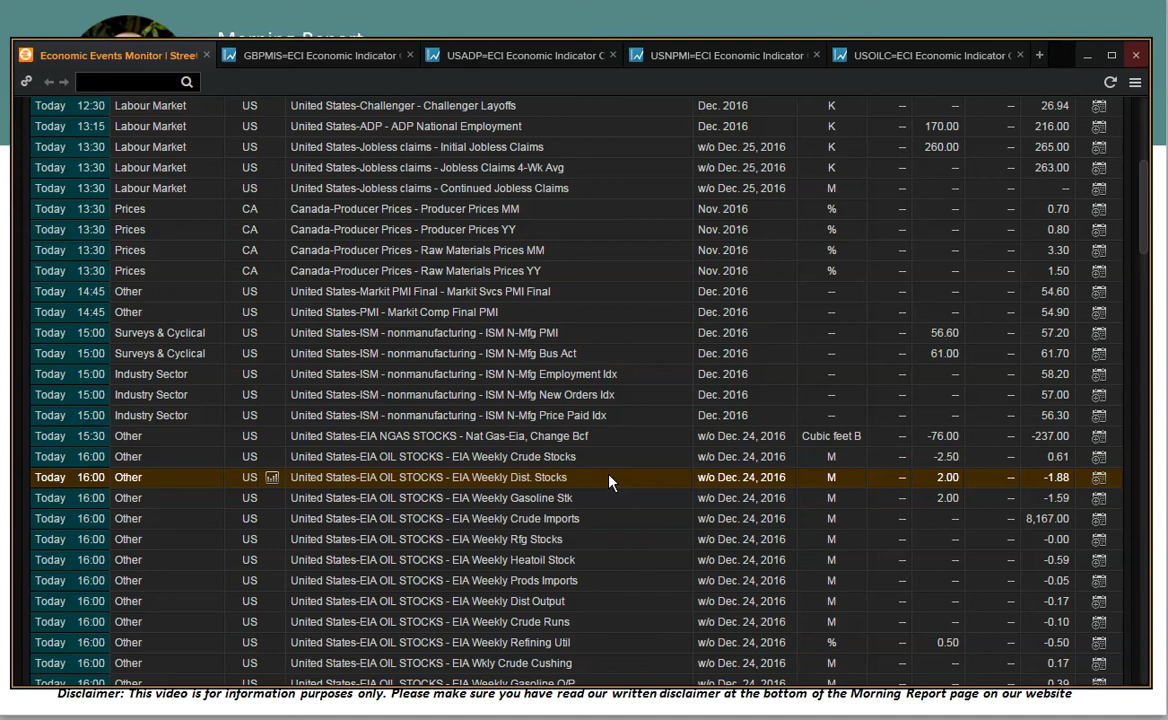 Morning Report
Economic Events Monitor | Street
GBPMIS=ECI Economic Indicator C
USADP=ECI Economic Indicator C
USNPMI=ECI Economic Indicator C
USOILC=ECI Economic Indicator C
Today 12:30 Labour Market US United States-Challenger - Challenger Layoffs Dec. 2016 K -- -- -- 26.94
Today 13:15 Labour Market US United States-ADP - ADP National Employment Dec. 2016 K -- 170.00 -- 216.00
Today 13:30 Labour Market US United States-Jobless claims - Initial Jobless Claims w/o Dec. 25, 2016 K -- 260.00 -- 265.00
Today 13:30 Labour Market US United States-Jobless claims - Jobless Claims 4-Wk Avg w/o Dec. 25, 2016 K -- -- -- 263.00
Today 13:30 Labour Market US United States-Jobless claims - Continued Jobless Claims w/o Dec. 25, 2016 M -- -- -- --
Today 13:30 Prices CA Canada-Producer Prices - Producer Prices MM Nov. 2016 % -- -- -- 0.70
Today 13:30 Prices CA Canada-Producer Prices - Producer Prices YY Nov. 2016 % -- -- -- 0.80
Today 13:30 Prices CA Canada-Producer Prices - Raw Materials Prices MM Nov. 2016 % -- -- -- 3.30
Today 13:30 Prices CA Canada-Producer Prices - Raw Materials Prices YY Nov. 2016 % -- -- -- 1.50
Today 14:45 Other US United States-Markit PMI Final - Markit Svcs PMI Final Dec. 2016 -- -- -- 54.60
Today 14:45 Other US United States-PMI - Markit Comp Final PMI Dec. 2016 -- -- -- 54.90
Today 15:00 Surveys & Cyclical US United States-ISM - nonmanufacturing - ISM N-Mfg PMI Dec. 2016 -- 56.60 -- 57.20
Today 15:00 Surveys & Cyclical US United States-ISM - nonmanufacturing - ISM N-Mfg Bus Act Dec. 2016 -- 61.00 -- 61.70
Today 15:00 Industry Sector US United States-ISM - nonmanufacturing - ISM N-Mfg Employment Idx Dec. 2016 -- -- -- 58.20
Today 15:00 Industry Sector US United States-ISM - nonmanufacturing - ISM N-Mfg New Orders Idx Dec. 2016 -- -- -- 57.00
Today 15:00 Industry Sector US United States-ISM - nonmanufacturing - ISM N-Mfg Price Paid Idx Dec. 2016 -- -- -- 56.30
Today 15:30 Other US United States-EIA NGAS STOCKS - Nat Gas-Eia, Change Bcf w/o Dec. 24, 2016 Cubic feet B -- -76.00 -- -237.00
Today 16:00 Other US United States-EIA OIL STOCKS - EIA Weekly Crude Stocks w/o Dec. 24, 2016 M -- -2.50 -- 0.61
Today 16:00 Other US United States-EIA OIL STOCKS - EIA Weekly Dist. Stocks w/o Dec. 24, 2016 M -- 2.00 -- -1.88
Today 16:00 Other US United States-EIA OIL STOCKS - EIA Weekly Gasoline Stk w/o Dec. 24, 2016 M -- 2.00 -- -1.59
Today 16:00 Other US United States-EIA OIL STOCKS - EIA Weekly Crude Imports w/o Dec. 24, 2016 M -- -- -- 8,167.00
Today 16:00 Other US United States-EIA OIL STOCKS - EIA Weekly Rfg Stocks w/o Dec. 24, 2016 M -- -- -- -0.00
Today 16:00 Other US United States-EIA OIL STOCKS - EIA Weekly Heatoil Stock w/o Dec. 24, 2016 M -- -- -- -0.59
Today 16:00 Other US United States-EIA OIL STOCKS - EIA Weekly Prods Imports w/o Dec. 24, 2016 M -- -- -- -0.05
Today 16:00 Other US United States-EIA OIL STOCKS - EIA Weekly Dist Output w/o Dec. 24, 2016 M -- -- -- -0.17
Today 16:00 Other US United States-EIA OIL STOCKS - EIA Weekly Crude Runs w/o Dec. 24, 2016 M -- -- -- -0.10
Today 16:00 Other US United States-EIA OIL STOCKS - EIA Weekly Refining Util w/o Dec. 24, 2016 % -- 0.50 -- -0.50
Today 16:00 Other US United States-EIA OIL STOCKS - EIA Wkly Crude Cushing w/o Dec. 24, 2016 M -- -- -- 0.17
Today 16:00 Other US United States-EIA OIL STOCKS - EIA Weekly Gasoline O/P w/o Dec. 24, 2016 M -- -- -- 0.39
Disclaimer: This video is for information purposes only. Please make sure you have read our written disclaimer at the bottom of the Morning Report page on our website